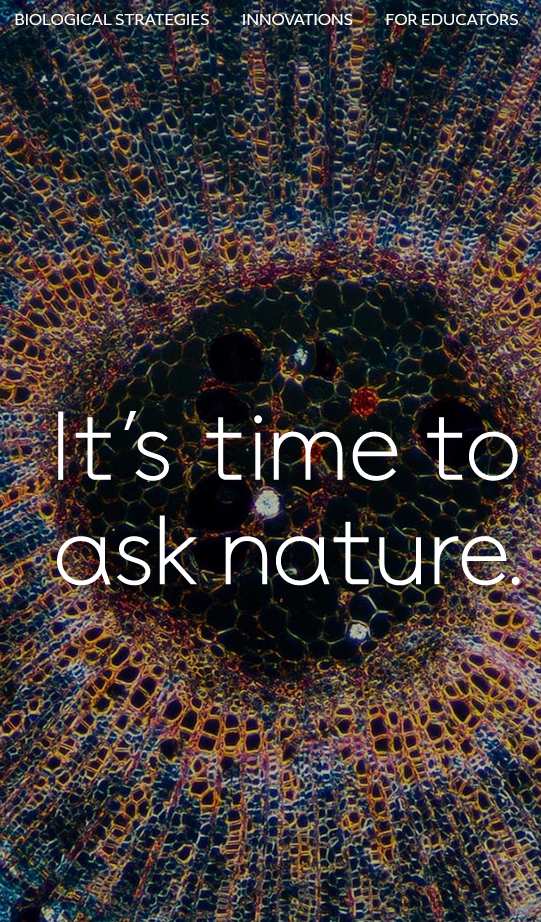 BIOLOGICAL STRATEGIES INNOVATIONS FOR EDUCATORS
It’s time to
ask nature.